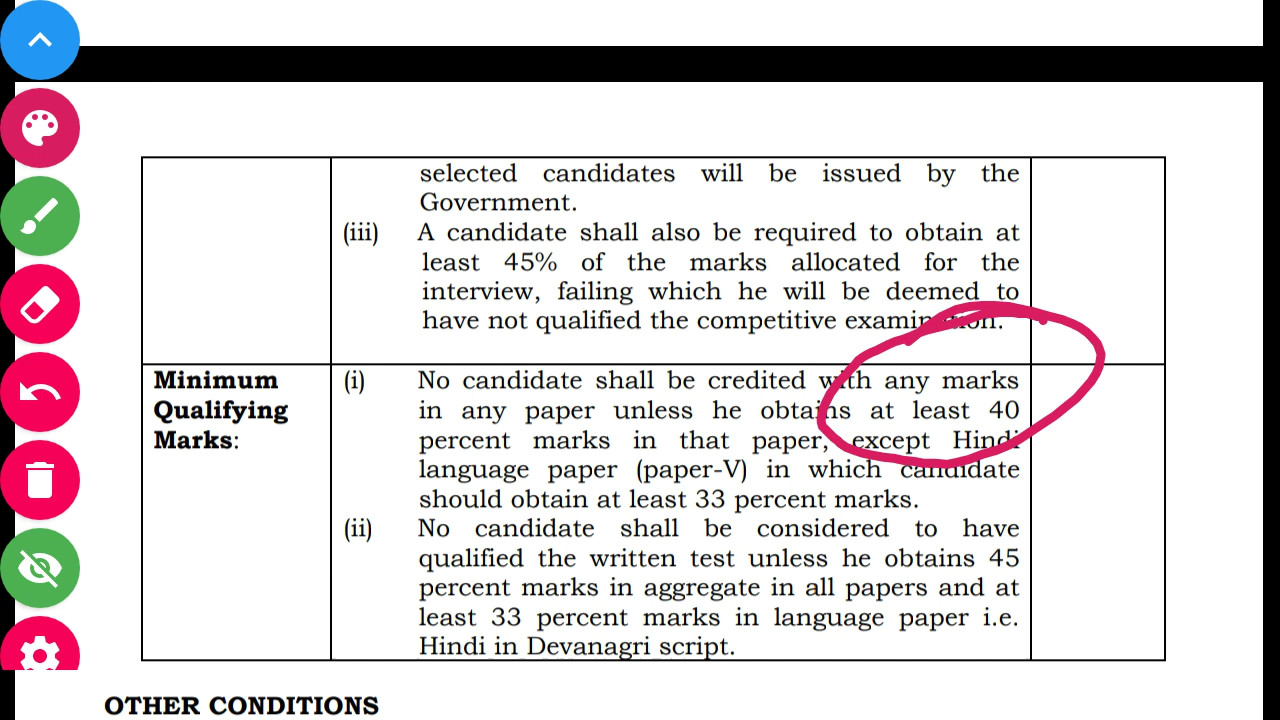 selected candidates will be issued by the
Government.
(iii) A candidate shall also be required to obtain at
least 45% of the marks allocated for the
interview, failing which he will be deemed to
have not qualified the competitive examination.
Minimum Qualifying Marks:
(i) No candidate shall be credited with any marks
in any paper unless he obtains at least 40
percent marks in that paper, except Hindi
language paper (paper-V) in which candidate
should obtain at least 33 percent marks.
(ii) No candidate shall be considered to have
qualified the written test unless he obtains 45
percent marks in aggregate in all papers and at
least 33 percent marks in language paper i.e.
Hindi in Devanagri script.
OTHER CONDITIONS